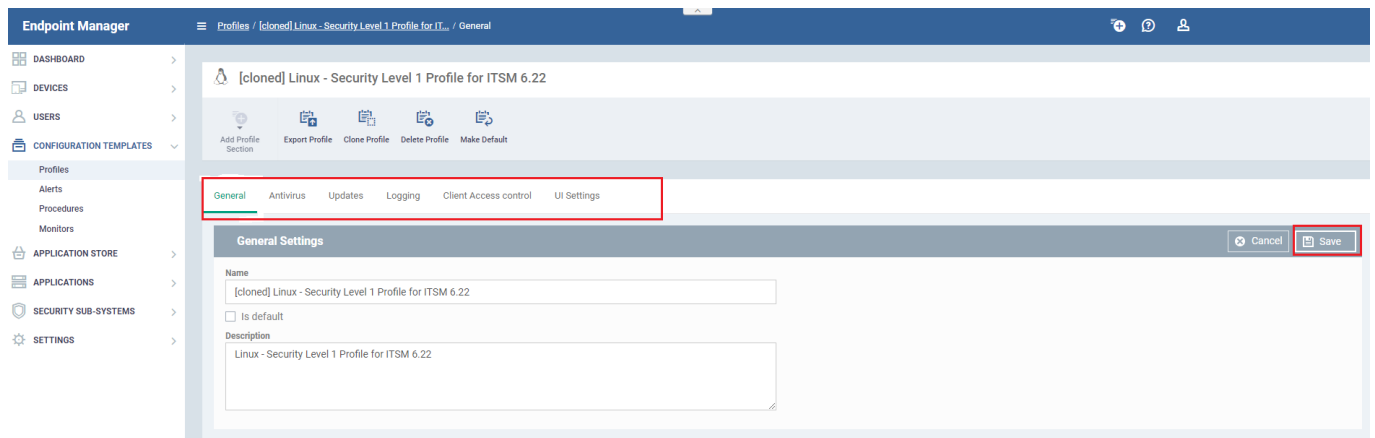 Endpoint Manager
Profiles / [cloned] Linux - Security Level 1 Profile for IT... / General
DASHBOARD
DEVICES
USERS
CONFIGURATION TEMPLATES
Profiles
Alerts
Procedures
Monitors
APPLICATION STORE
APPLICATIONS
SECURITY SUB-SYSTEMS
SETTINGS
[cloned] Linux - Security Level 1 Profile for ITSM 6.22
Add Profile Section
Export Profile
Clone Profile
Delete Profile
Make Default
General Antivirus Updates Logging Client Access control UI Settings
General Settings
Cancel
Save
Name
[cloned] Linux - Security Level 1 Profile for ITSM 6.22
Is default
Description
Linux - Security Level 1 Profile for ITSM 6.22